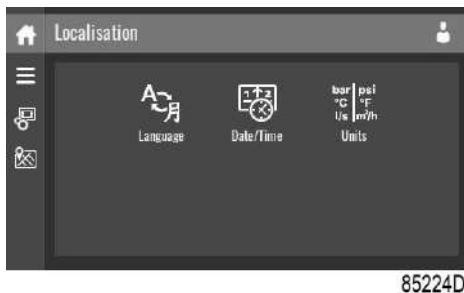 Localisation
bar psi
°C °F
l/s m³/h
Language
Date/Time
Units
85224D